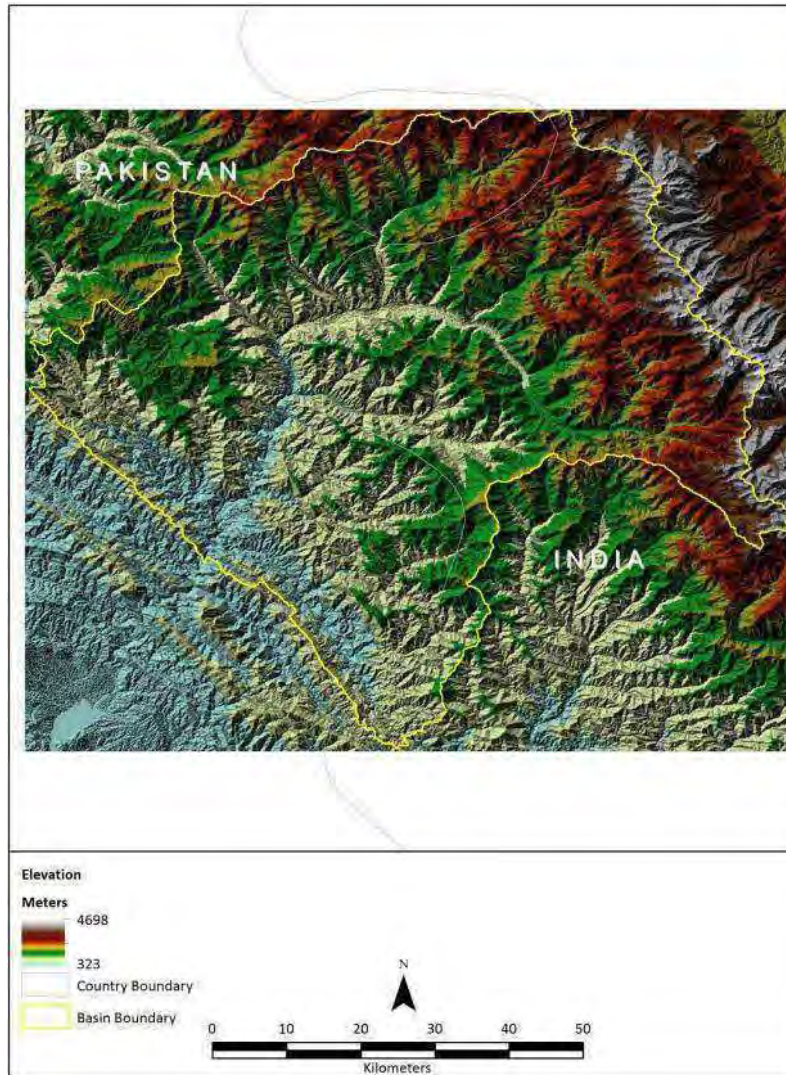 PAKISTAN
INDIA
Elevation
Meters
4698
323
Country Boundary
Basin Boundary
N
0 10 20 30 40 50
Kilometers